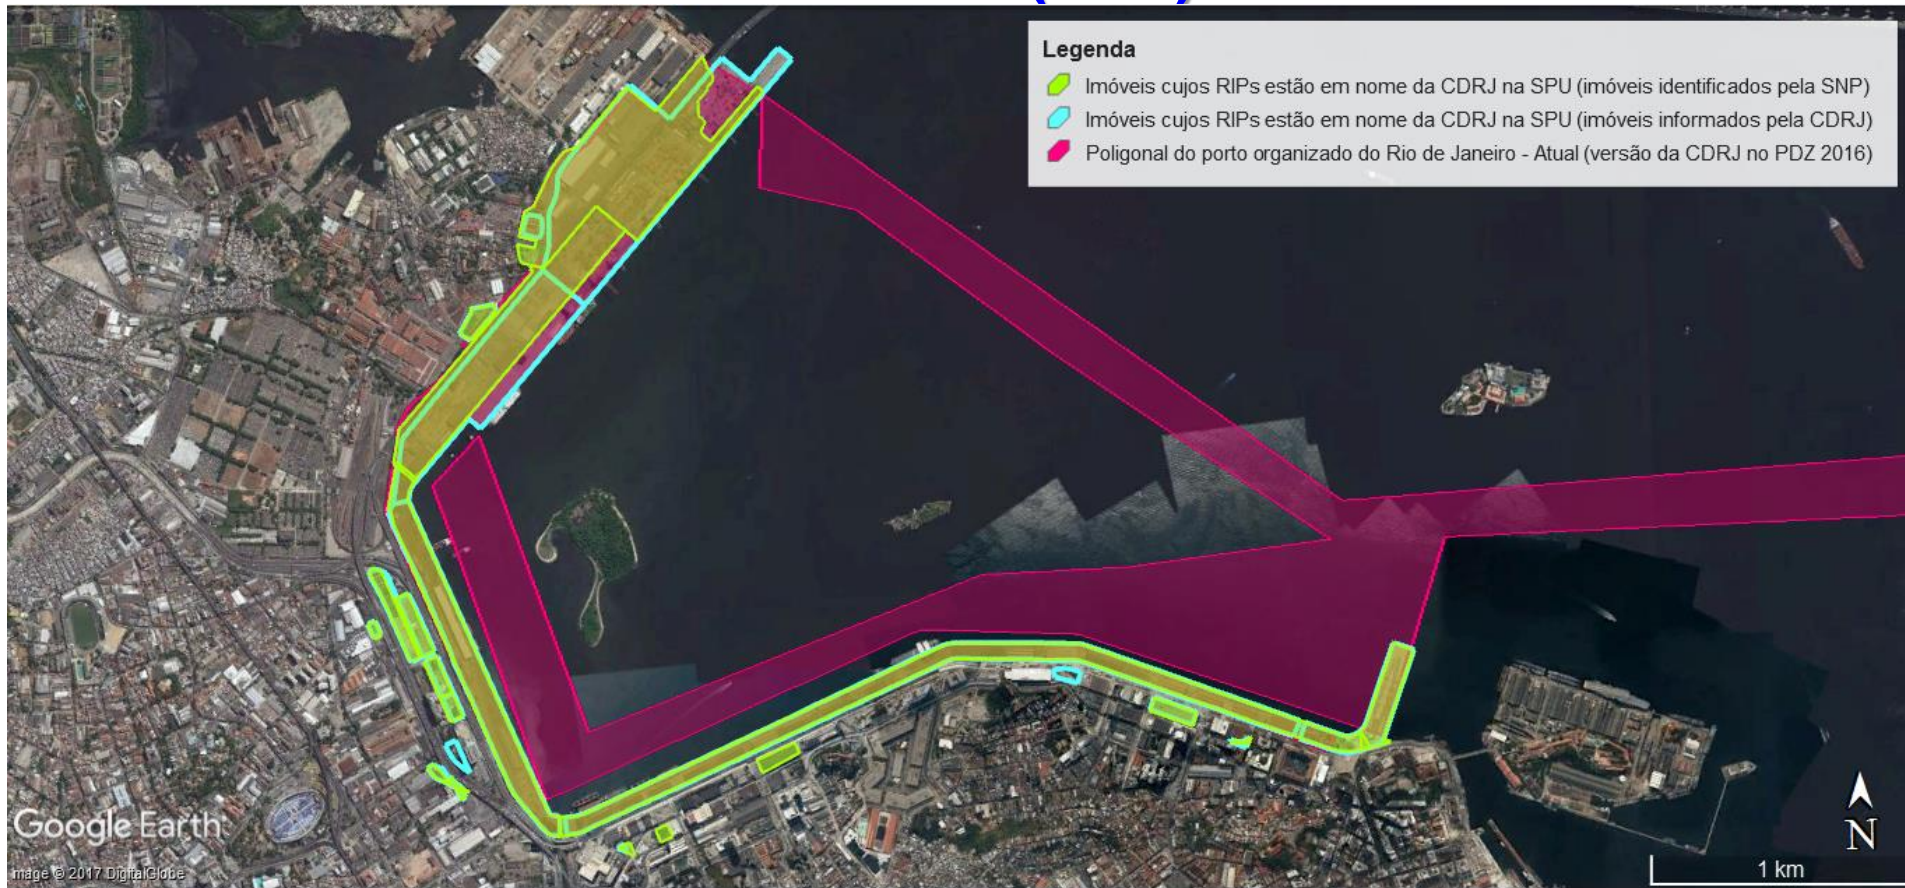 Legenda
Imóveis cujos RIPs estão em nome da CDRJ na SPU (imóveis identificados pela SNP)
Imóveis cujos RIPs estão em nome da CDRJ na SPU (imóveis informados pela CDRJ)
Poligonal do porto organizado do Rio de Janeiro - Atual (versão da CDRJ no PDZ 2016)
Google Earth
N
mage © 2017 DigitalGlobe
1 km